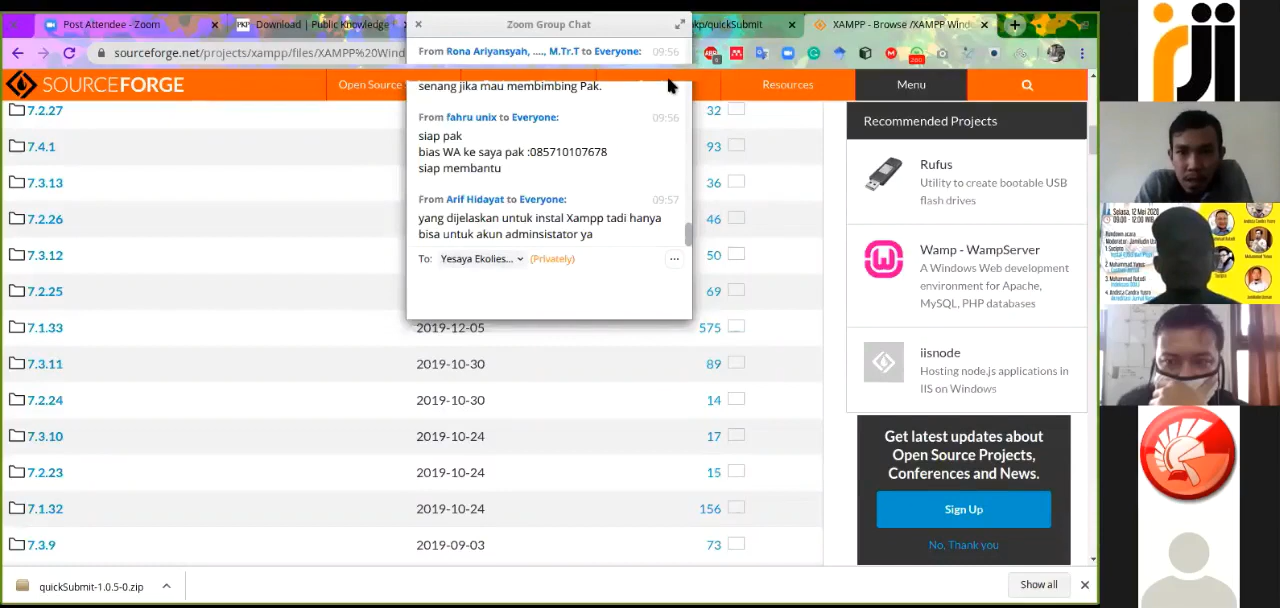 Post Attendee - Zoom
Download | Public Knowledge
Zoom Group Chat
pkp/quickSubmit
XAMPP - Browse /XAMPP Wind
sourceforge.net/projects/xampp/files/XAMPP%20Wind
From Rona Ariyansyah, ...., M.Tr.T to Everyone: 09:56
SOURCEFORGE
Open Source
Resources
Menu
senang jika mau membimbing Pak.
From fahru unix to Everyone: 09:56
siap pak
bias WA ke saya pak :085710107678
siap membantu
From Arif Hidayat to Everyone: 09:57
yang dijelaskan untuk instal Xampp tadi hanya
bisa untuk akun adminsistator ya
To: Yesaya Ekolies... (Privately)
7.2.27 32
7.4.1 93
7.3.13 36
7.2.26 46
7.3.12 50
7.2.25 69
7.1.33 2019-12-05 575
7.3.11 2019-10-30 89
7.2.24 2019-10-30 14
7.3.10 2019-10-24 17
7.2.23 2019-10-24 15
7.1.32 2019-10-24 156
7.3.9 2019-09-03 73
Recommended Projects
Rufus
Utility to create bootable USB
flash drives
Wamp - WampServer
A Windows Web development
environment for Apache,
MySQL, PHP databases
iisnode
Hosting node.js applications in
IIS on Windows
Get latest updates about
Open Source Projects,
Conferences and News.
Sign Up
No, Thank you
quickSubmit-1.0.5-0.zip
Show all
Selasa, 12 Mei 2020